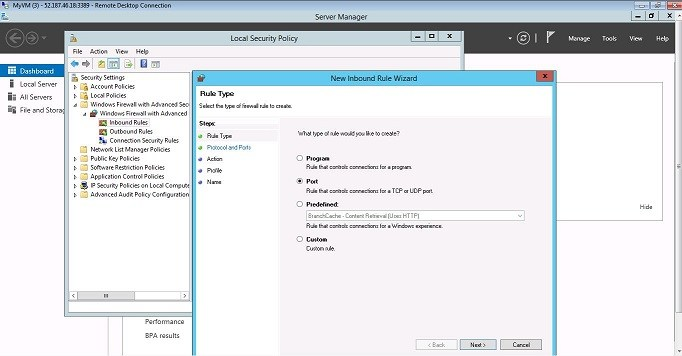 MyVM (3) - 52.187.46.18:3389 - Remote Desktop Connection
Server Manager
Manage Tools View Help
Dashboard
Local Server
All Servers
File and Storag
Local Security Policy
File Action View Help
Security Settings
Account Policies
Local Policies
Windows Firewall with Advanced Secu
Windows Firewall with Advanced
Inbound Rules
Outbound Rules
Connection Security Rules
Network List Manager Policies
Public Key Policies
Software Restriction Policies
Application Control Policies
IP Security Policies on Local Compute
Advanced Audit Policy Configuration
New Inbound Rule Wizard
Rule Type
Select the type of firewall rule to create.
Steps:
Rule Type
Protocol and Ports
Action
Profile
Name
What type of rule would you like to create?
Program
Rule that controls connections for a program.
Port
Rule that controls connections for a TCP or UDP port.
Predefined:
BranchCache - Content Retrieval (Uses HTTP)
Rule that controls connections for a Windows experience.
Custom
Custom rule.
< Back Next > Cancel
Hide
Performance
BPA results